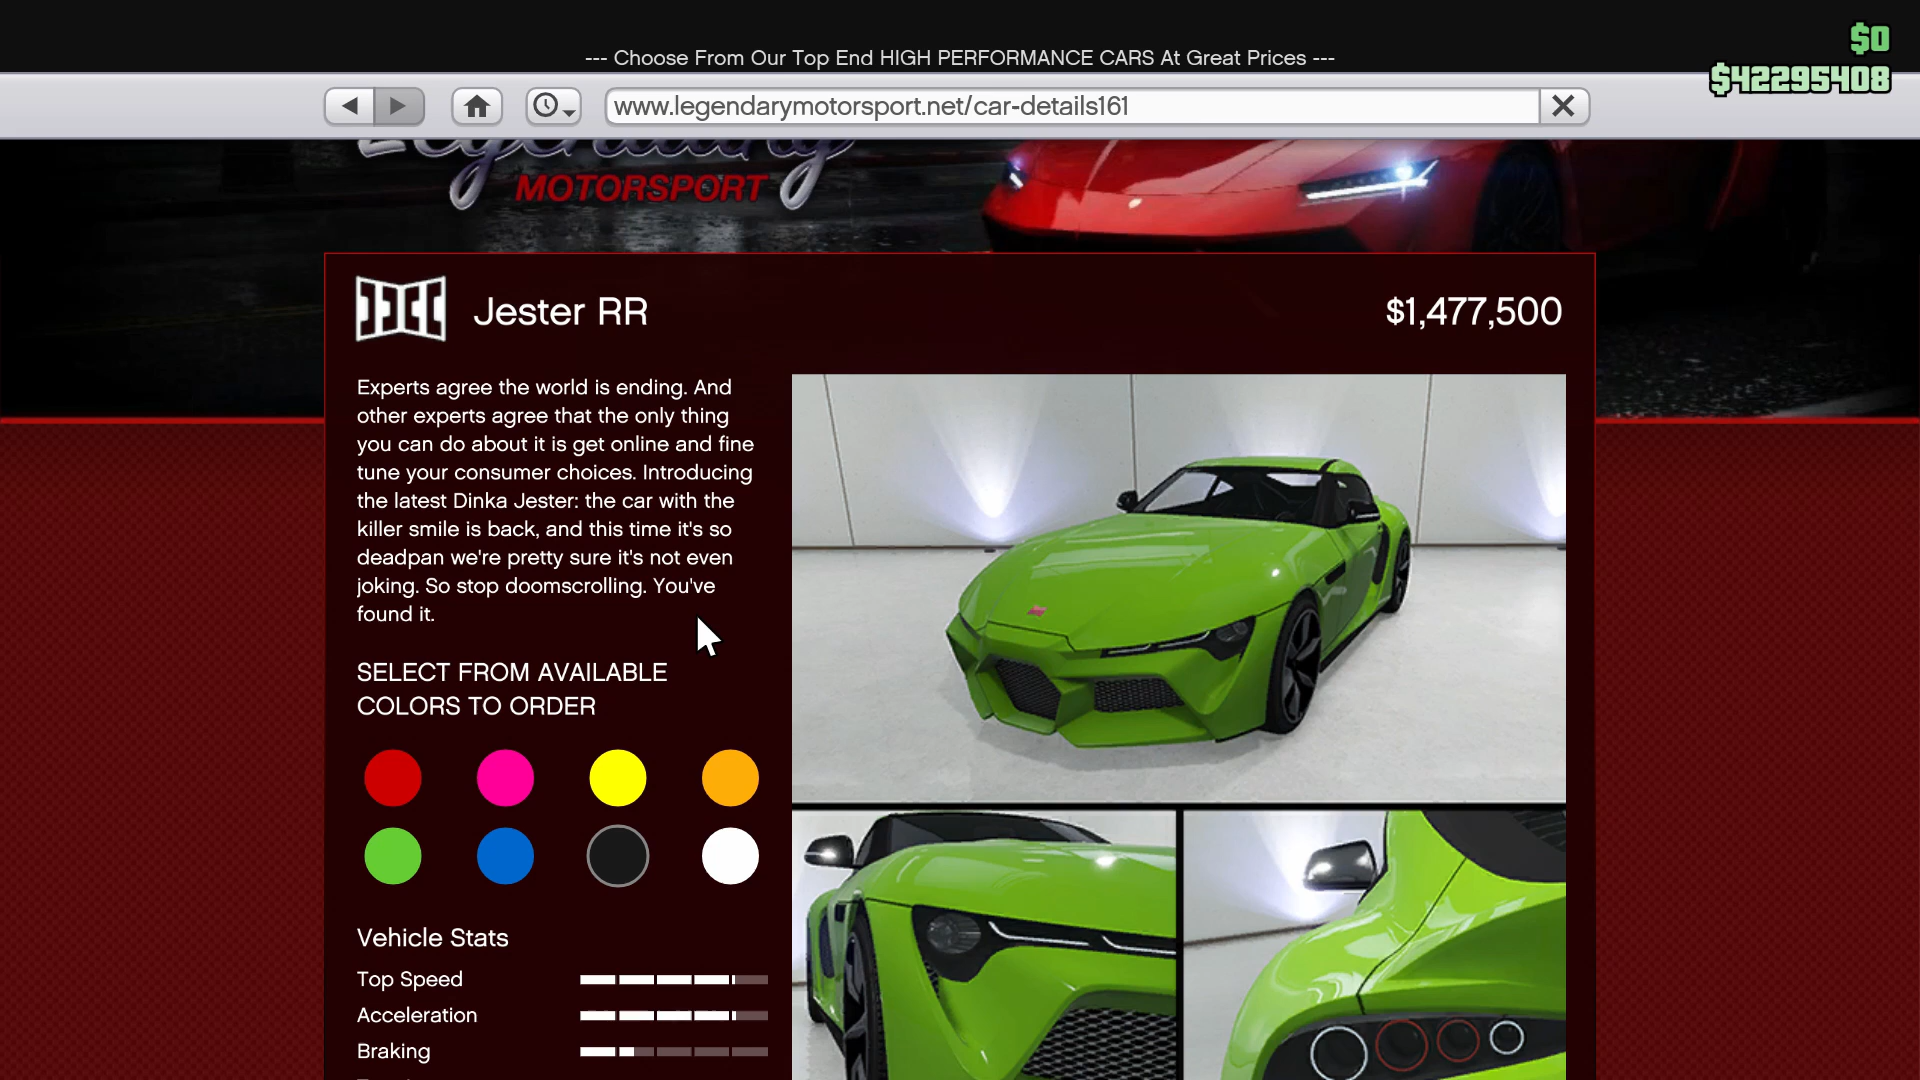 $0
--- Choose From Our Top End HIGH PERFORMANCE CARS At Great Prices ---
$42295408
www.legendarymotorsport.net/car-details161
Legendary
MOTORSPORT
Jester RR
$1,477,500
Experts agree the world is ending. And
other experts agree that the only thing
you can do about it is get online and fine
tune your consumer choices. Introducing
the latest Dinka Jester: the car with the
killer smile is back, and this time it's so
deadpan we're pretty sure it's not even
joking. So stop doomscrolling. You've
found it.
SELECT FROM AVAILABLE
COLORS TO ORDER
Vehicle Stats
Top Speed
Acceleration
Braking